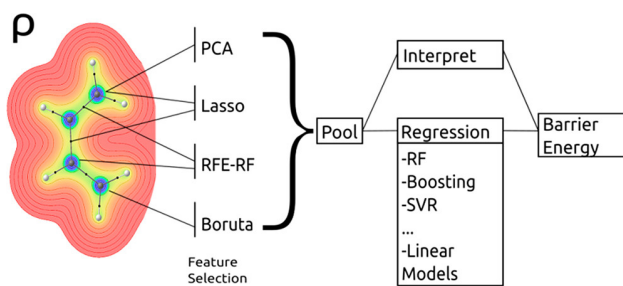 ρ
PCA
Lasso
RFE-RF
Boruta
Feature
Selection
Pool
Interpret
Regression
-RF
-Boosting
-SVR
...
-Linear
Models
Barrier
Energy